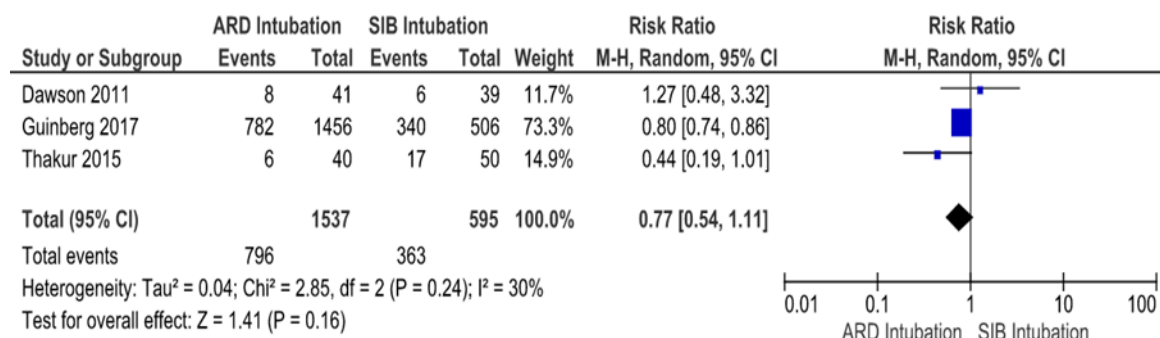 ARD Intubation SIB Intubation Risk Ratio Risk Ratio
Study or Subgroup Events Total Events Total Weight M-H, Random, 95% CI M-H, Random, 95% CI
Dawson 2011 8 41 6 39 11.7% 1.27 [0.48, 3.32]
Guinberg 2017 782 1456 340 506 73.3% 0.80 [0.74, 0.86]
Thakur 2015 6 40 17 50 14.9% 0.44 [0.19, 1.01]
Total (95% CI) 1537 595 100.0% 0.77 [0.54, 1.11]
Total events 796 363
Heterogeneity: Tau² = 0.04; Chi² = 2.85, df = 2 (P = 0.24); I² = 30%
Test for overall effect: Z = 1.41 (P = 0.16)
0.01 0.1 1 10 100
ARD Intubation SIB Intubation